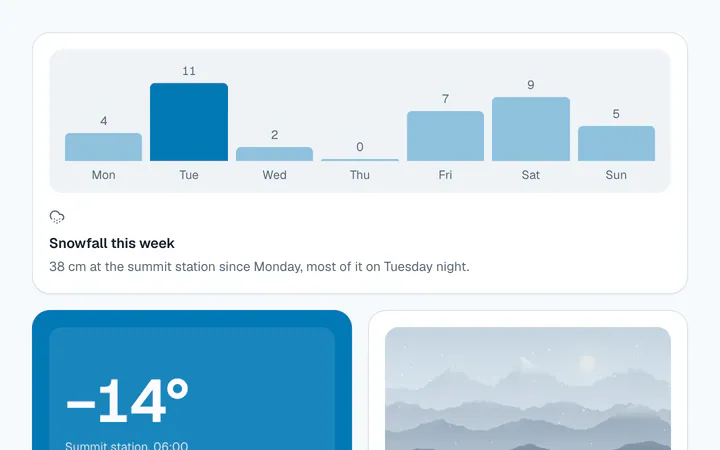 4
11
2
0
7
9
5
Mon Tue Wed Thu Fri Sat Sun
Snowfall this week
38 cm at the summit station since Monday, most of it on Tuesday night.
–14°
Summit station, 06:00